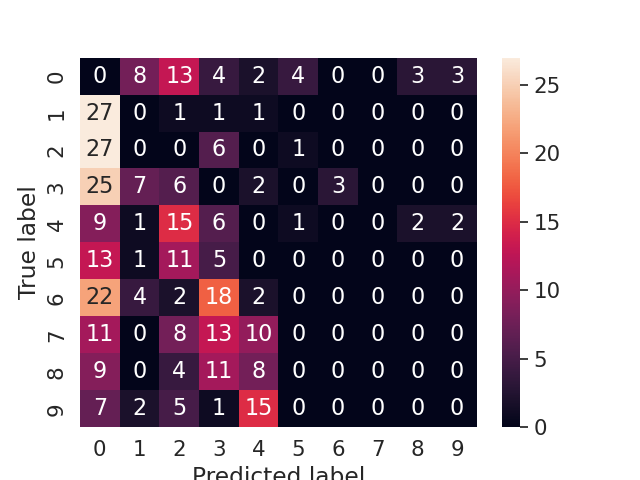 0 0 8 13 4 2 4 0 0 3 3
1 27 0 1 1 1 0 0 0 0 0
2 27 0 0 6 0 1 0 0 0 0
3 25 7 6 0 2 0 3 0 0 0
4 9 1 15 6 0 1 0 0 2 2
5 13 1 11 5 0 0 0 0 0 0
6 22 4 2 18 2 0 0 0 0 0
7 11 0 8 13 10 0 0 0 0 0
8 9 0 4 11 8 0 0 0 0 0
9 7 2 5 1 15 0 0 0 0 0
0 1 2 3 4 5 6 7 8 9
Predicted label
True label
25
20
15
10
5
0